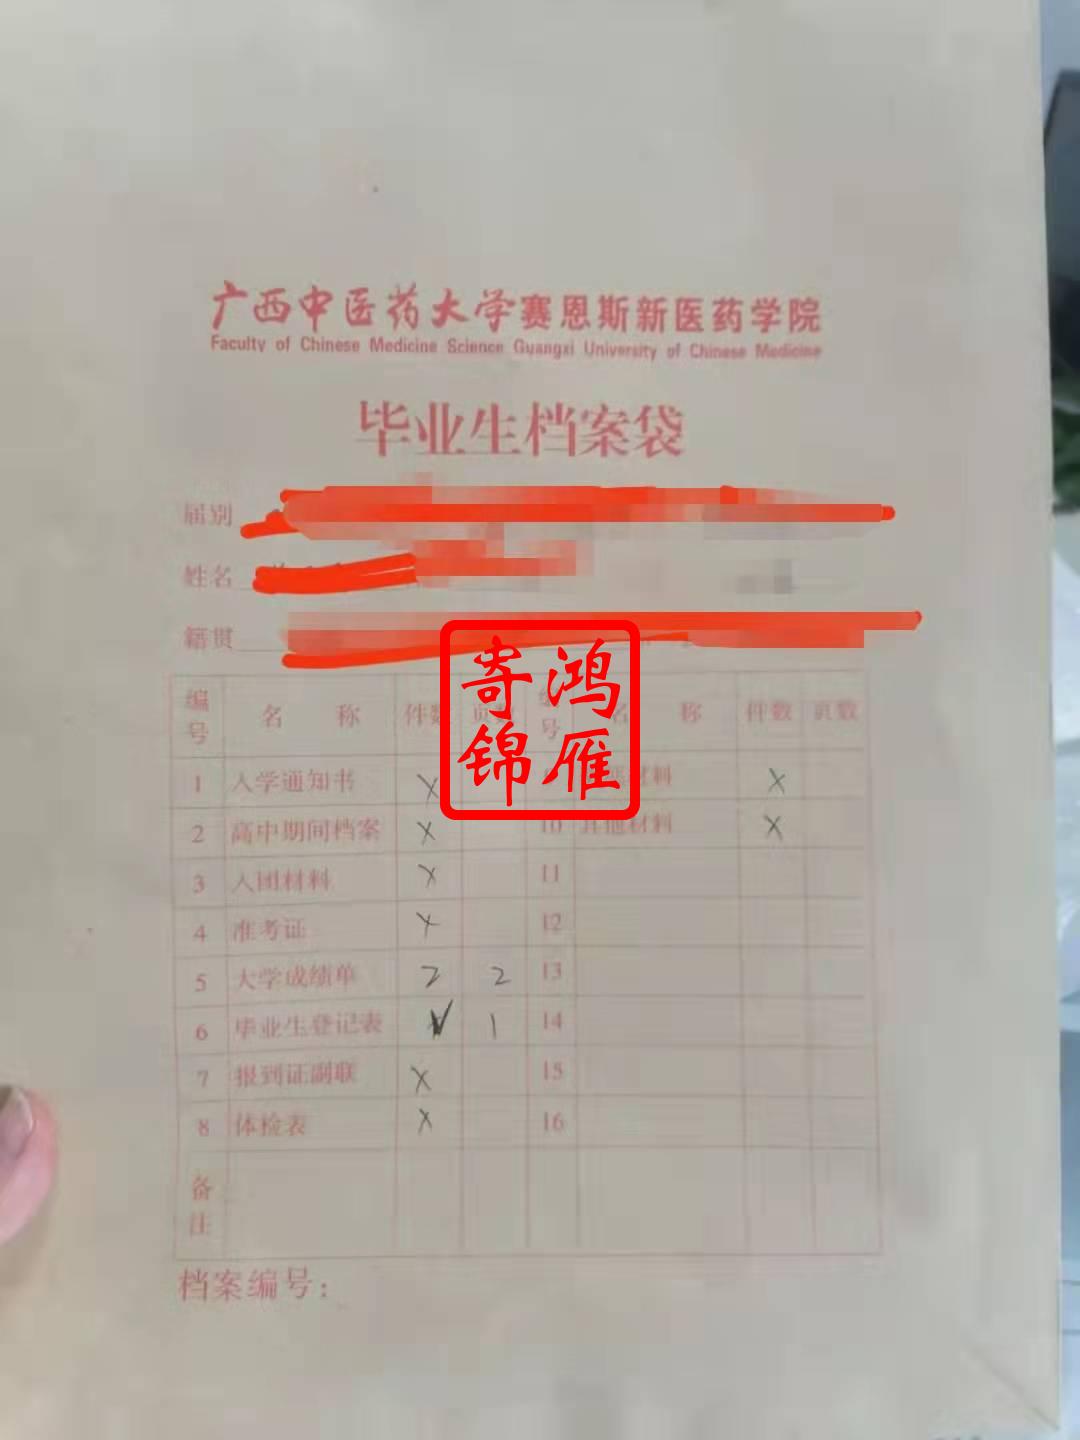 广西中医药大学赛恩斯新医药学院
Faculty of Chinese Medicine Science Guangxi University of Chinese Medicine
毕业生档案袋
届别
姓名
籍贯
寄鸿
锦雁
编号 名 称 件数 页数 编号 名 称 件数 页数
1 入学通知书 X 材料 X
2 高中期间档案 X 10 其他材料 X
3 入团材料 X 11
4 准考证 X 12
5 大学成绩单 2 2 13
6 毕业生登记表 √ 1 14
7 报到证副联 X 15
8 体检表 X 16
备注
档案编号：